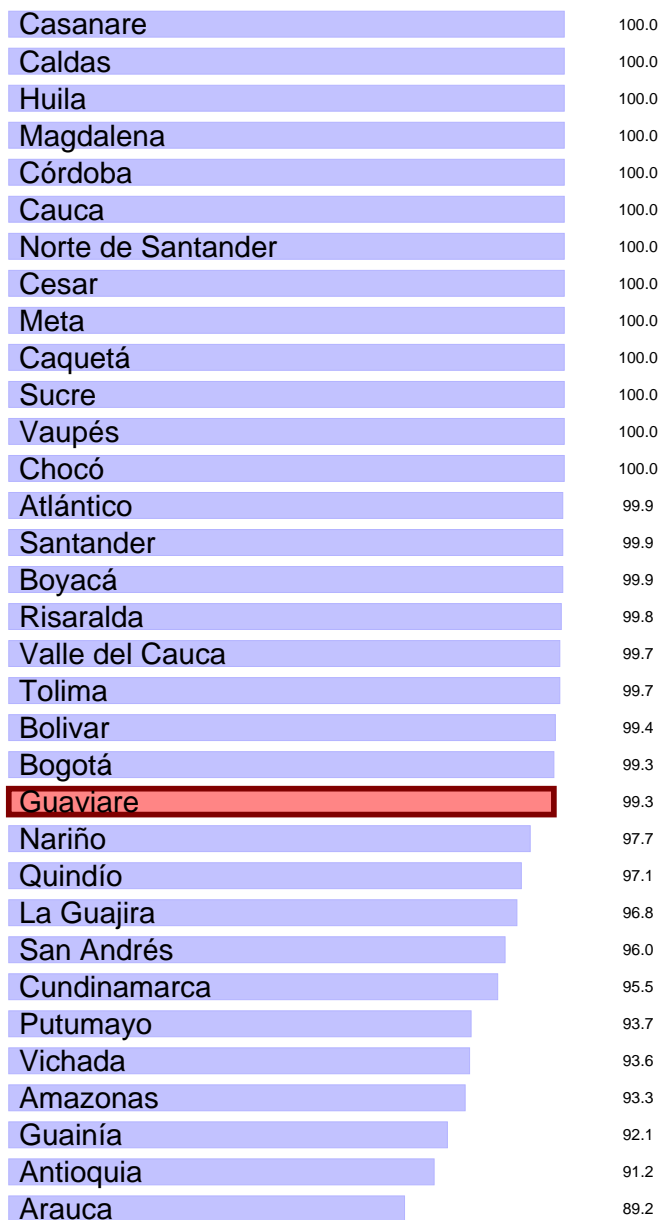 Casanare 100.0
Caldas 100.0
Huila 100.0
Magdalena 100.0
Córdoba 100.0
Cauca 100.0
Norte de Santander 100.0
Cesar 100.0
Meta 100.0
Caquetá 100.0
Sucre 100.0
Vaupés 100.0
Chocó 100.0
Atlántico 99.9
Santander 99.9
Boyacá 99.9
Risaralda 99.8
Valle del Cauca 99.7
Tolima 99.7
Bolivar 99.4
Bogotá 99.3
Guaviare 99.3
Nariño 97.7
Quindío 97.1
La Guajira 96.8
San Andrés 96.0
Cundinamarca 95.5
Putumayo 93.7
Vichada 93.6
Amazonas 93.3
Guainía 92.1
Antioquia 91.2
Arauca 89.2